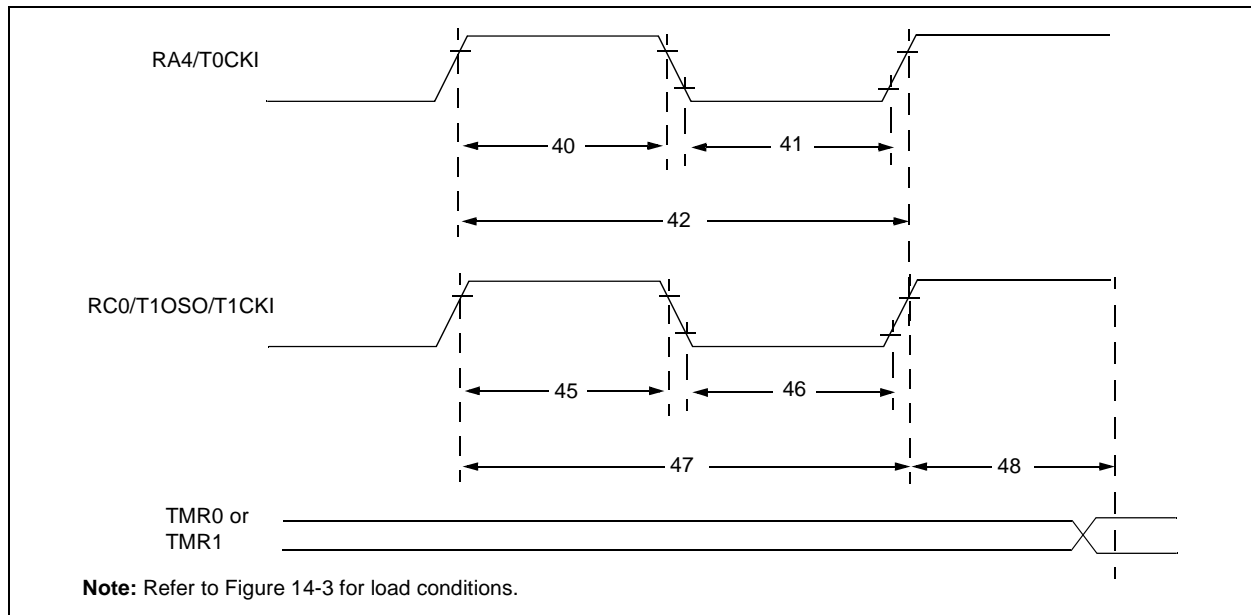 RA4/T0CKI
40
41
42
RC0/T1OSO/T1CKI
45
46
47
48
TMR0 or
TMR1
Note: Refer to Figure 14-3 for load conditions.